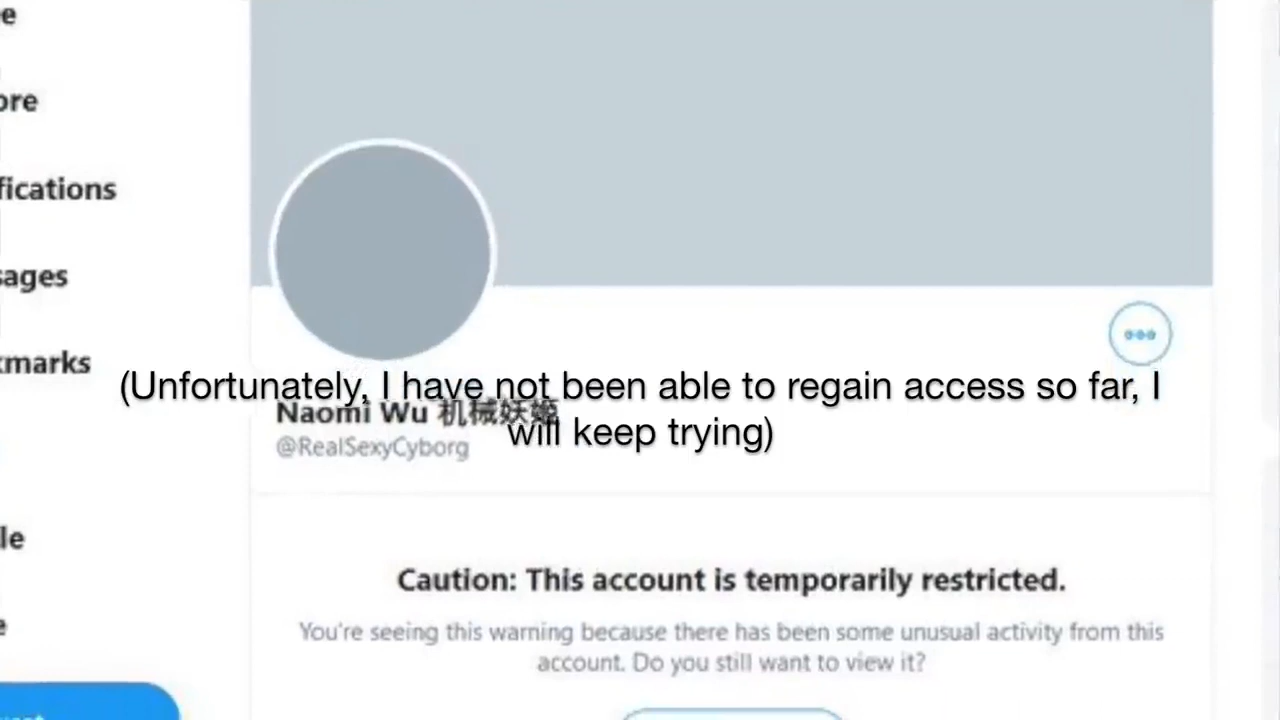 e
ore
fications
sages
kmarks
(Unfortunately, I have not been able to regain access so far, I
will keep trying)
Naomi Wu 机械妖姬
@RealSexyCyborg
le
e
Caution: This account is temporarily restricted.
You're seeing this warning because there has been some unusual activity from this
account. Do you still want to view it?